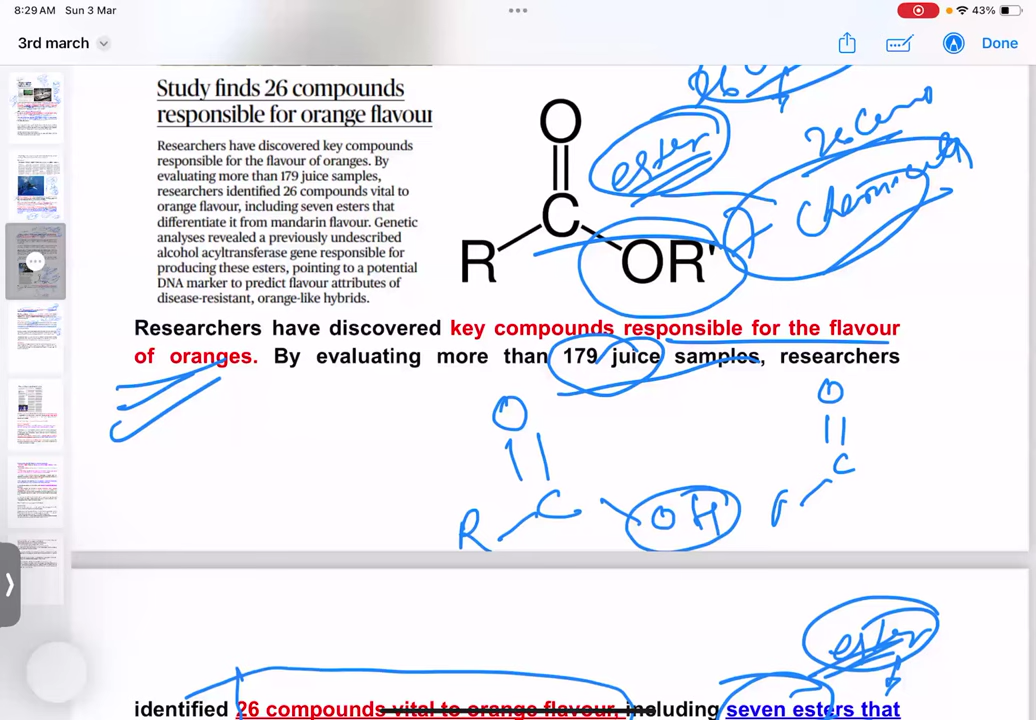 8:29 AM Sun 3 Mar
43%
3rd march
Done
Study finds 26 compounds
responsible for orange flavour
Researchers have discovered key compounds
responsible for the flavour of oranges. By
evaluating more than 179 juice samples,
researchers identified 26 compounds vital to
orange flavour, including seven esters that
differentiate it from mandarin flavour. Genetic
analyses revealed a previously undescribed
alcohol acyltransferase gene responsible for
producing these esters, pointing to a potential
DNA marker to predict flavour attributes of
disease-resistant, orange-like hybrids.
O
C
R
OR'
ester
Researchers have discovered key compounds responsible for the flavour
of oranges. By evaluating more than 179 juice samples, researchers
O
R C OH
O
C
ester
identified 26 compounds vital to orange flavour, including seven esters that